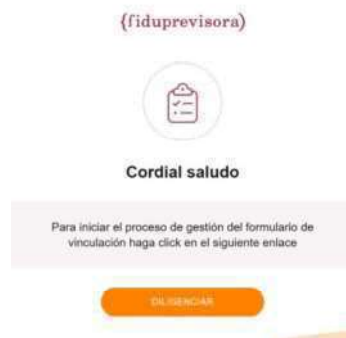 {fiduprevisora)
Cordial saludo
Para iniciar el proceso de gestión del formulario de
vinculación haga click en el siguiente enlace
DILIGENCIAR